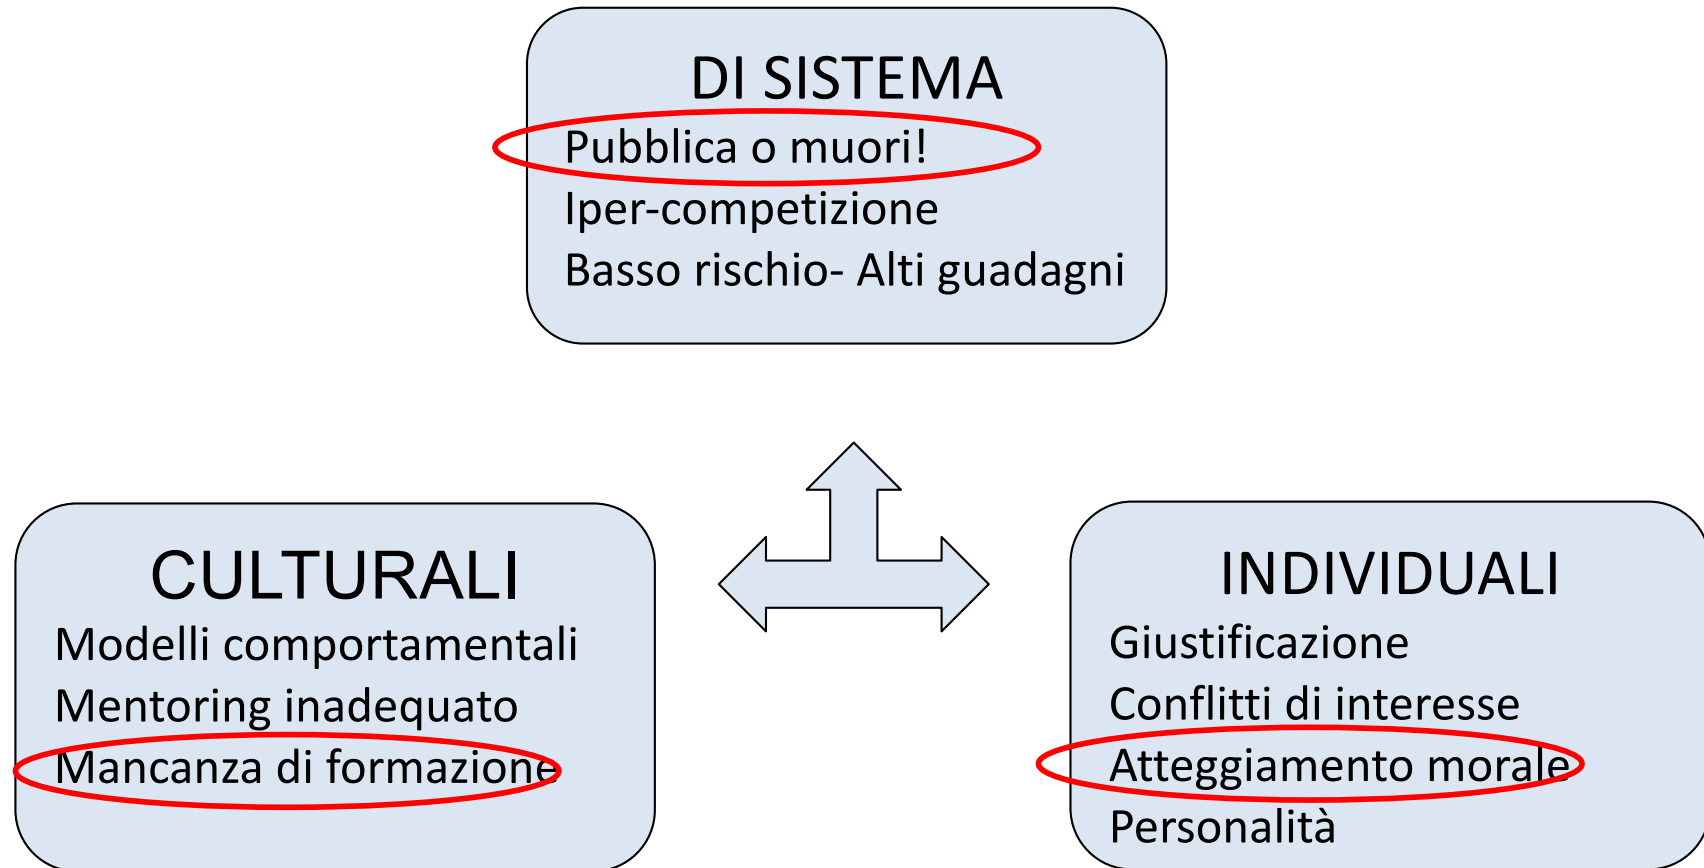 DI SISTEMA
Pubblica o muori!
Iper-competizione
Basso rischio- Alti guadagni
CULTURALI
Modelli comportamentali
Mentoring inadequato
Mancanza di formazione
INDIVIDUALI
Giustificazione
Conflitti di interesse
Atteggiamento morale
Personalità